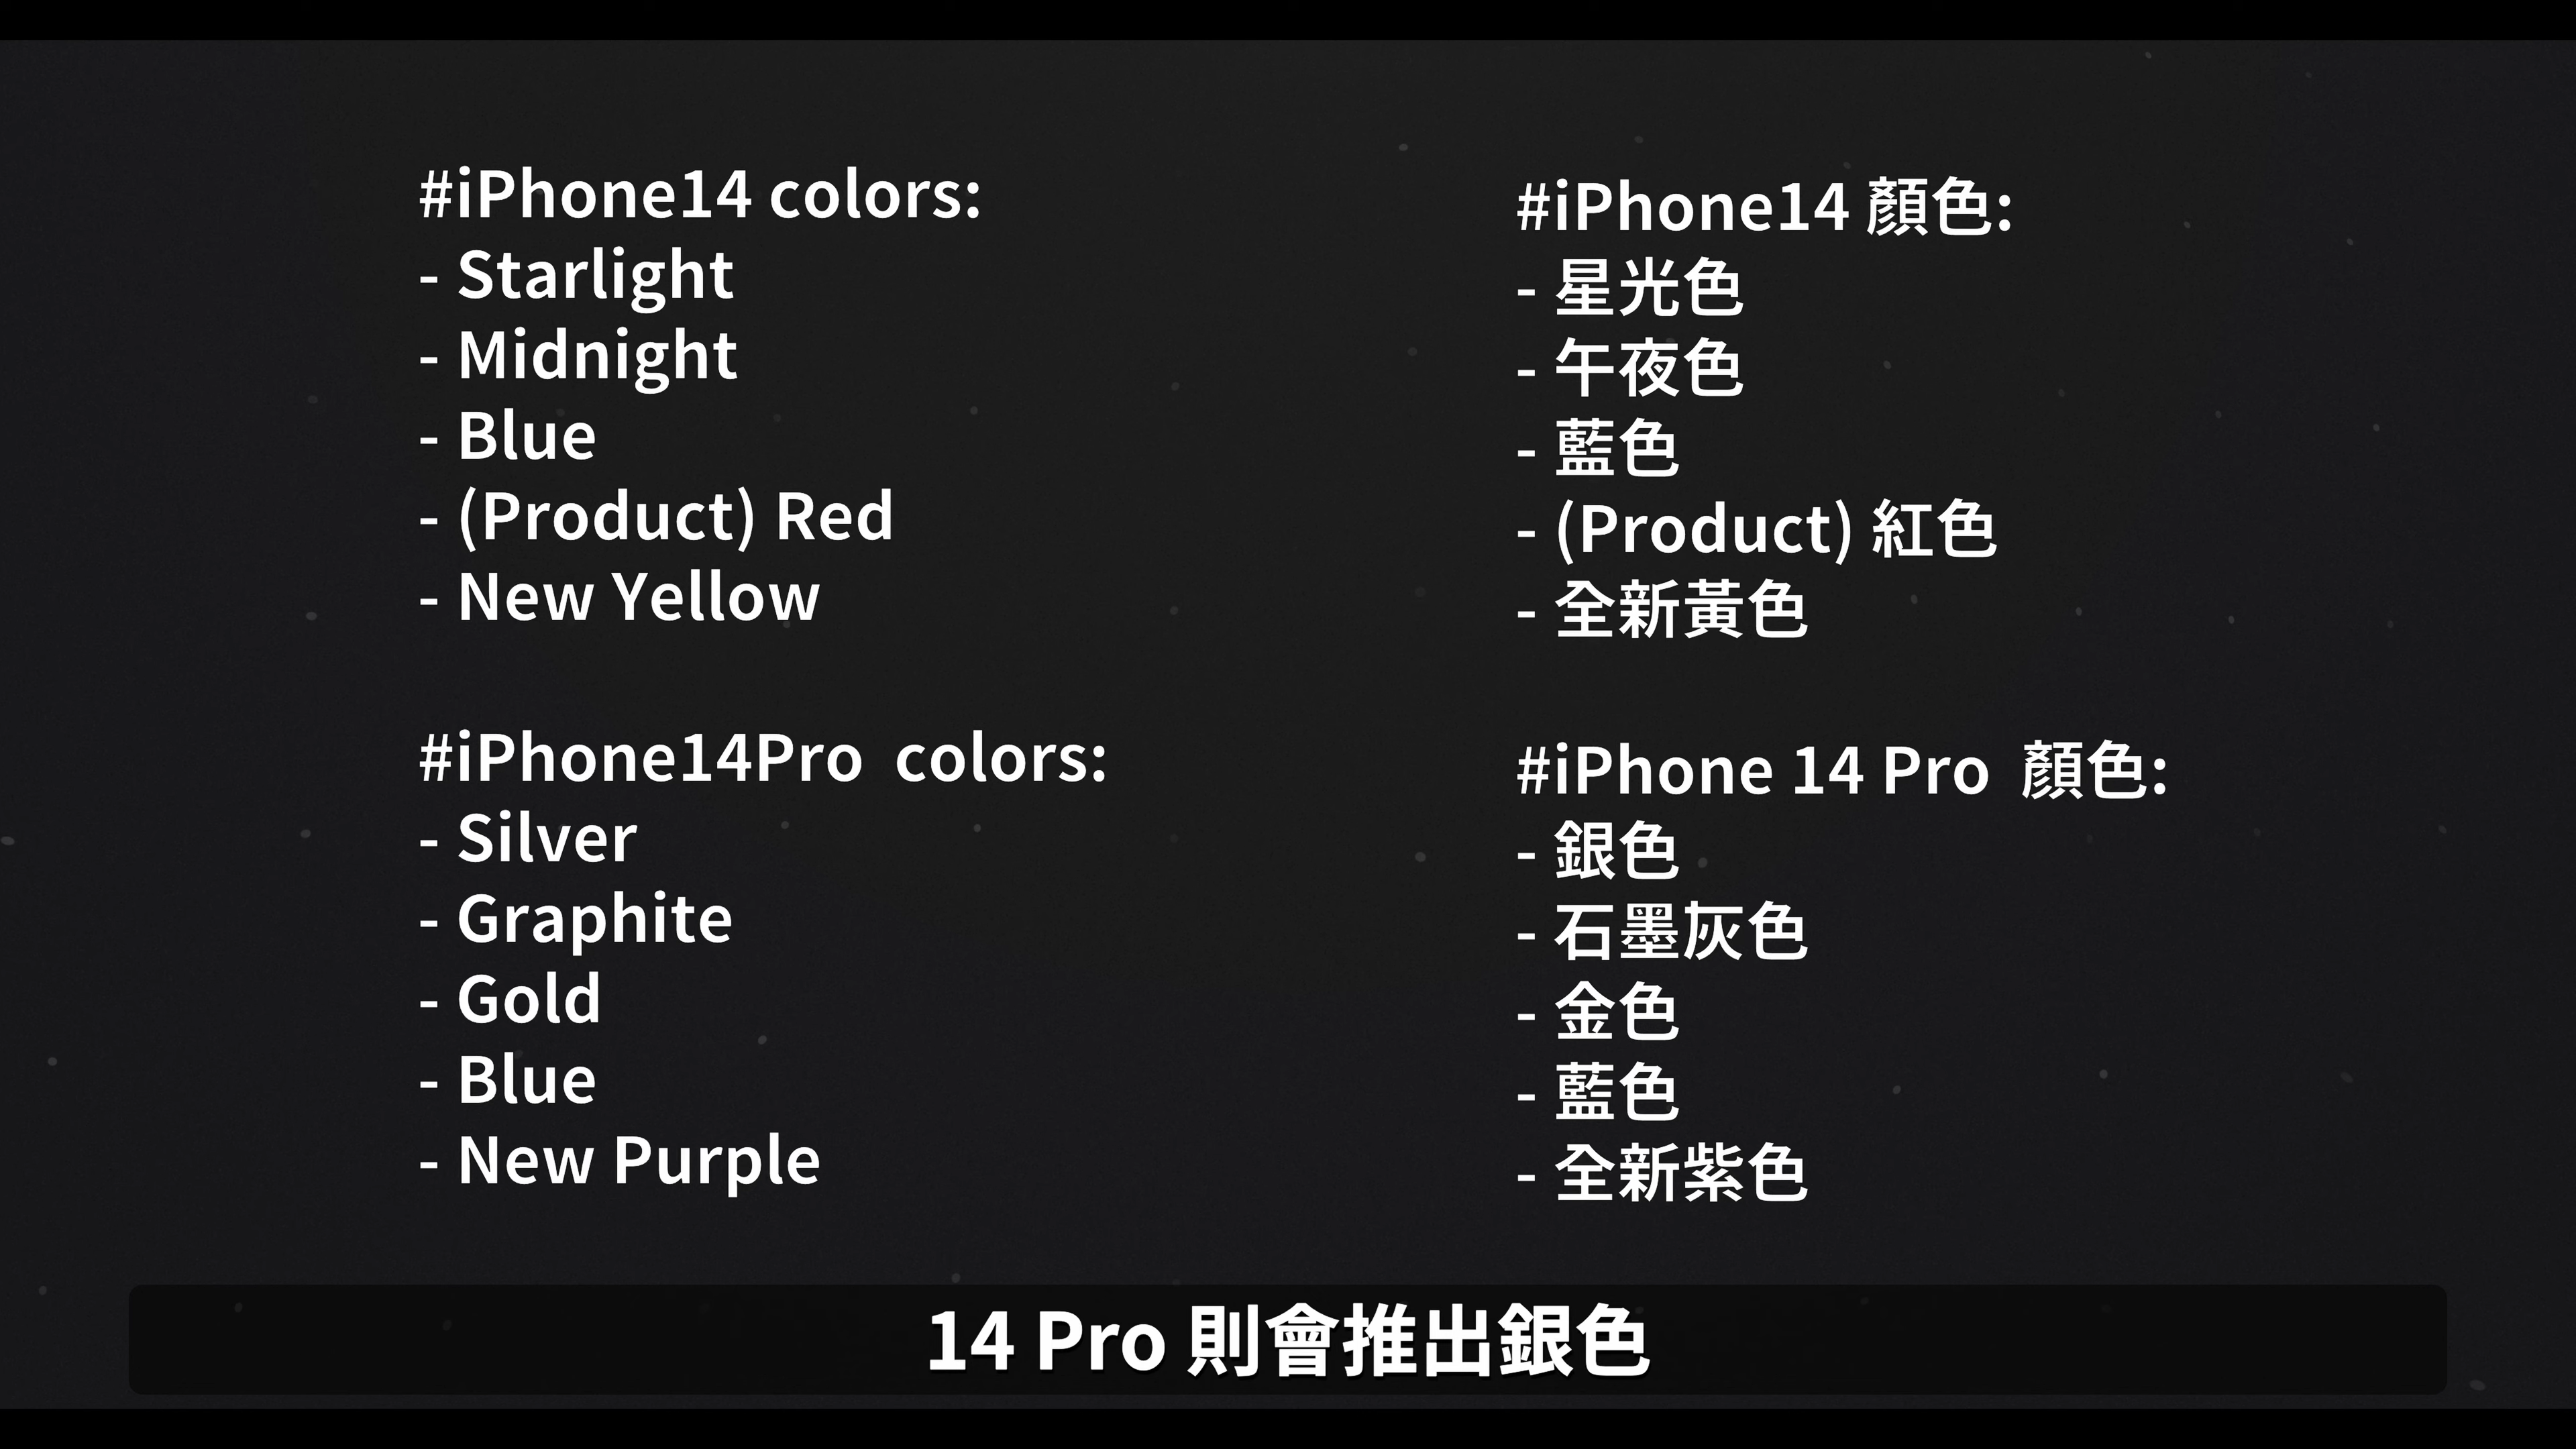 #iPhone14 colors:
- Starlight
- Midnight
- Blue
- (Product) Red
- New Yellow
#iPhone14Pro  colors:
- Silver
- Graphite
- Gold
- Blue
- New Purple
#iPhone14 顏色:
- 星光色
- 午夜色
- 藍色
- (Product) 紅色
- 全新黃色
#iPhone 14 Pro  顏色:
- 銀色
- 石墨灰色
- 金色
- 藍色
- 全新紫色
14 Pro 則會推出銀色